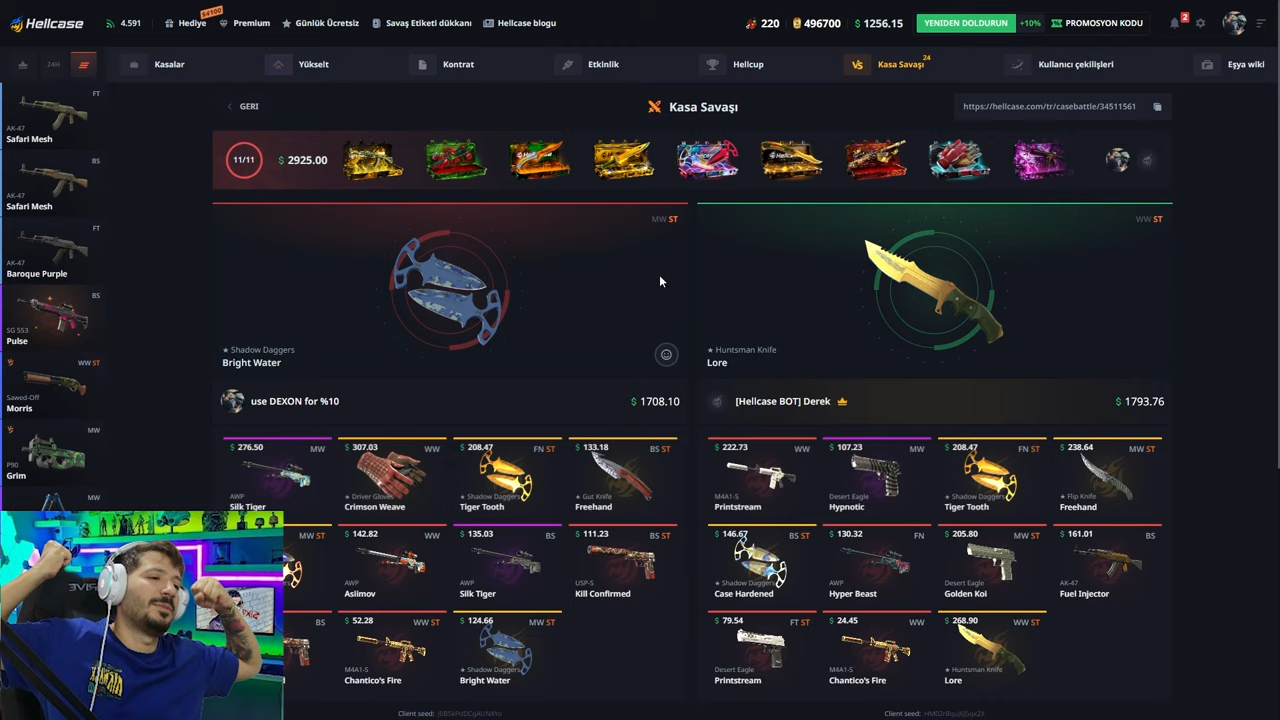 Hellcase
4.591
Hediye
$4100
Premium
Günlük Ücretsiz
Savaş Etiketi dükkanı
Hellcase blogu
220
496700
$ 1256.15
YENİDEN DOLDURUN
+10%
PROMOSYON KODU
2
24H
Kasalar
Yükselt
Kontrat
Etkinlik
Hellcup
VS
Kasa Savaşı
24
Kullanıcı çekilişleri
Eşya wiki
GERİ
Kasa Savaşı
https://hellcase.com/tr/casebattle/34511561
11/11
$ 2925.00
FT
AK-47
Safari Mesh
BS
AK-47
Safari Mesh
FT
AK-47
Baroque Purple
BS
SG 553
Pulse
WW ST
Sawed-Off
Morris
MW
P90
Grim
MW
MW ST
★ Shadow Daggers
Bright Water
WW ST
★ Huntsman Knife
Lore
use DEXON for %10
$ 1708.10
[Hellcase BOT] Derek
$ 1793.76
$ 276.50
MW
AWP
Silk Tiger
$ 307.03
WW
★ Driver Gloves
Crimson Weave
$ 208.47
FN ST
★ Shadow Daggers
Tiger Tooth
$ 133.18
BS ST
★ Gut Knife
Freehand
$ 222.73
WW
M4A1-S
Printstream
$ 107.23
MW
Desert Eagle
Hypnotic
$ 208.47
FN ST
★ Shadow Daggers
Tiger Tooth
$ 238.64
MW ST
★ Flip Knife
Freehand
MW ST
$ 142.82
WW
AWP
Asiimov
$ 135.03
BS
AWP
Silk Tiger
$ 111.23
BS
USP-S
Kill Confirmed
$ 146.67
BS ST
★ Shadow Daggers
Case Hardened
$ 130.32
FN
AWP
Hyper Beast
$ 205.80
MW ST
Desert Eagle
Golden Koi
$ 161.01
BS
AK-47
Fuel Injector
BS
$ 52.28
WW ST
M4A1-S
Chantico's Fire
$ 124.66
MW ST
★ Shadow Daggers
Bright Water
$ 79.54
FT ST
Desert Eagle
Printstream
$ 24.45
WW
M4A1-S
Chantico's Fire
$ 268.90
WW ST
★ Huntsman Knife
Lore
Client seed:
Client seed: